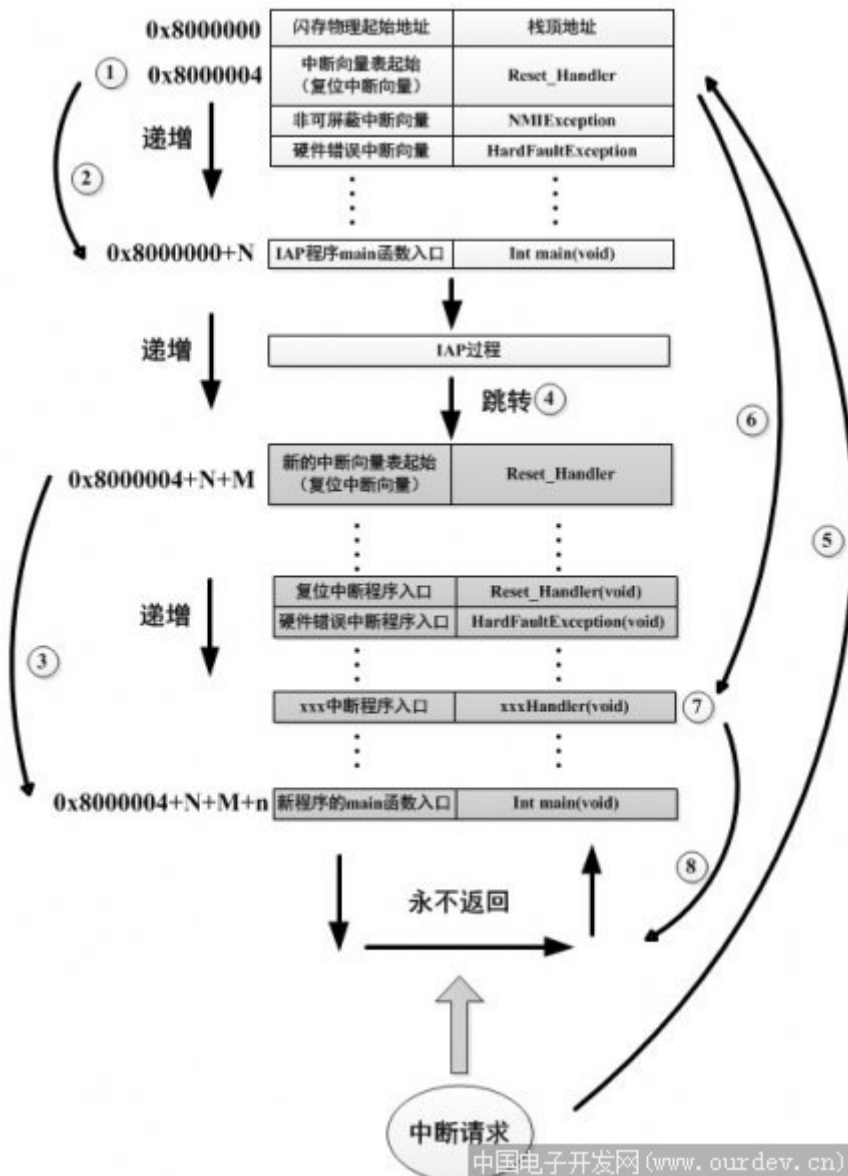 0x8000000 闪存物理起始地址 栈顶地址
① 0x8000004 中断向量表起始 Reset_Handler
(复位中断向量)
递增 非可屏蔽中断向量 NMIException
硬件错误中断向量 HardFaultException
②
0x8000000+N IAP程序main函数入口 Int main(void)
递增 IAP过程
跳转④
⑥
0x8000004+N+M 新的中断向量表起始 Reset_Handler
(复位中断向量)
⑤
复位中断程序入口 Reset_Handler(void)
递增 硬件错误中断程序入口 HardFaultException(void)
③
xxx中断程序入口 xxxHandler(void) ⑦
0x8000004+N+M+n 新程序的main函数入口 Int main(void)
⑧
永不返回
中断请求
中国电子开发网(www.ourdev.cn)